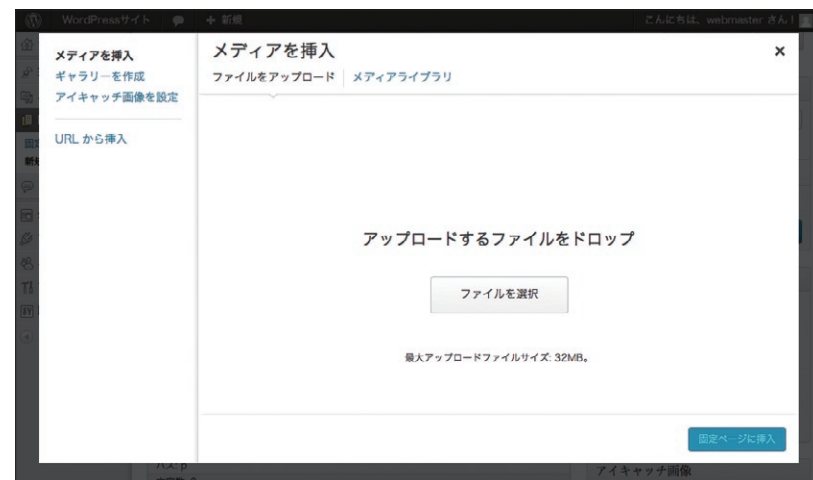 WordPressサイト + 新規 こんにちは、webmaster さん!
メディアを挿入
ギャラリーを作成
アイキャッチ画像を設定
URL から挿入
メディアを挿入
×
ファイルをアップロード メディアライブラリ
アップロードするファイルをドロップ
ファイルを選択
最大アップロードファイルサイズ: 32MB。
固定ページに挿入
パス: p
アイキャッチ画像